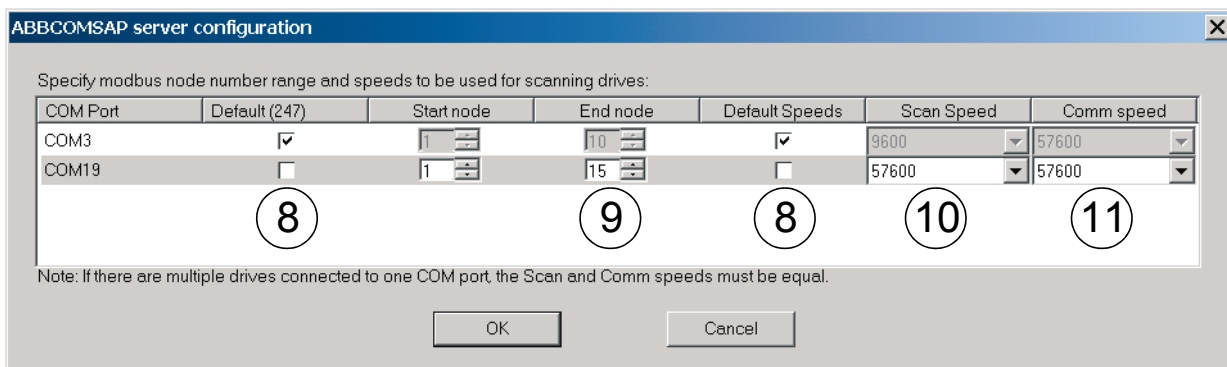 ABBCOMSAP server configuration
Specify modbus node number range and speeds to be used for scanning drives:
COM Port Default (247) Start node End node Default Speeds Scan Speed Comm speed
COM3 1 10 9600 57600
COM19 1 15 57600 57600
8 9 8 10 11
Note: If there are multiple drives connected to one COM port, the Scan and Comm speeds must be equal.
OK Cancel